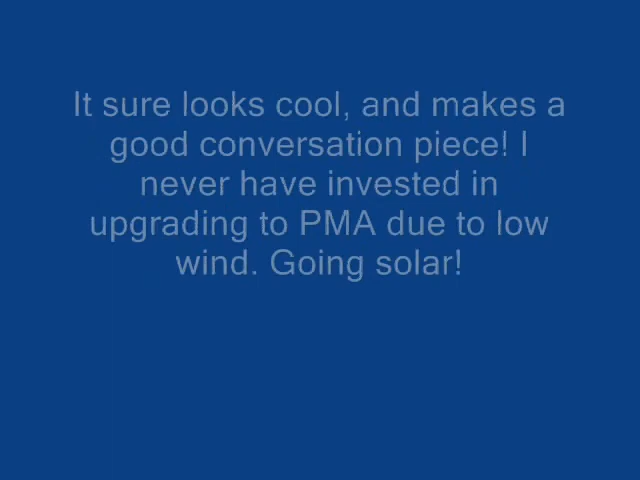 It sure looks cool, and makes a
good conversation piece! I
never have invested in
upgrading to PMA due to low
wind. Going solar!